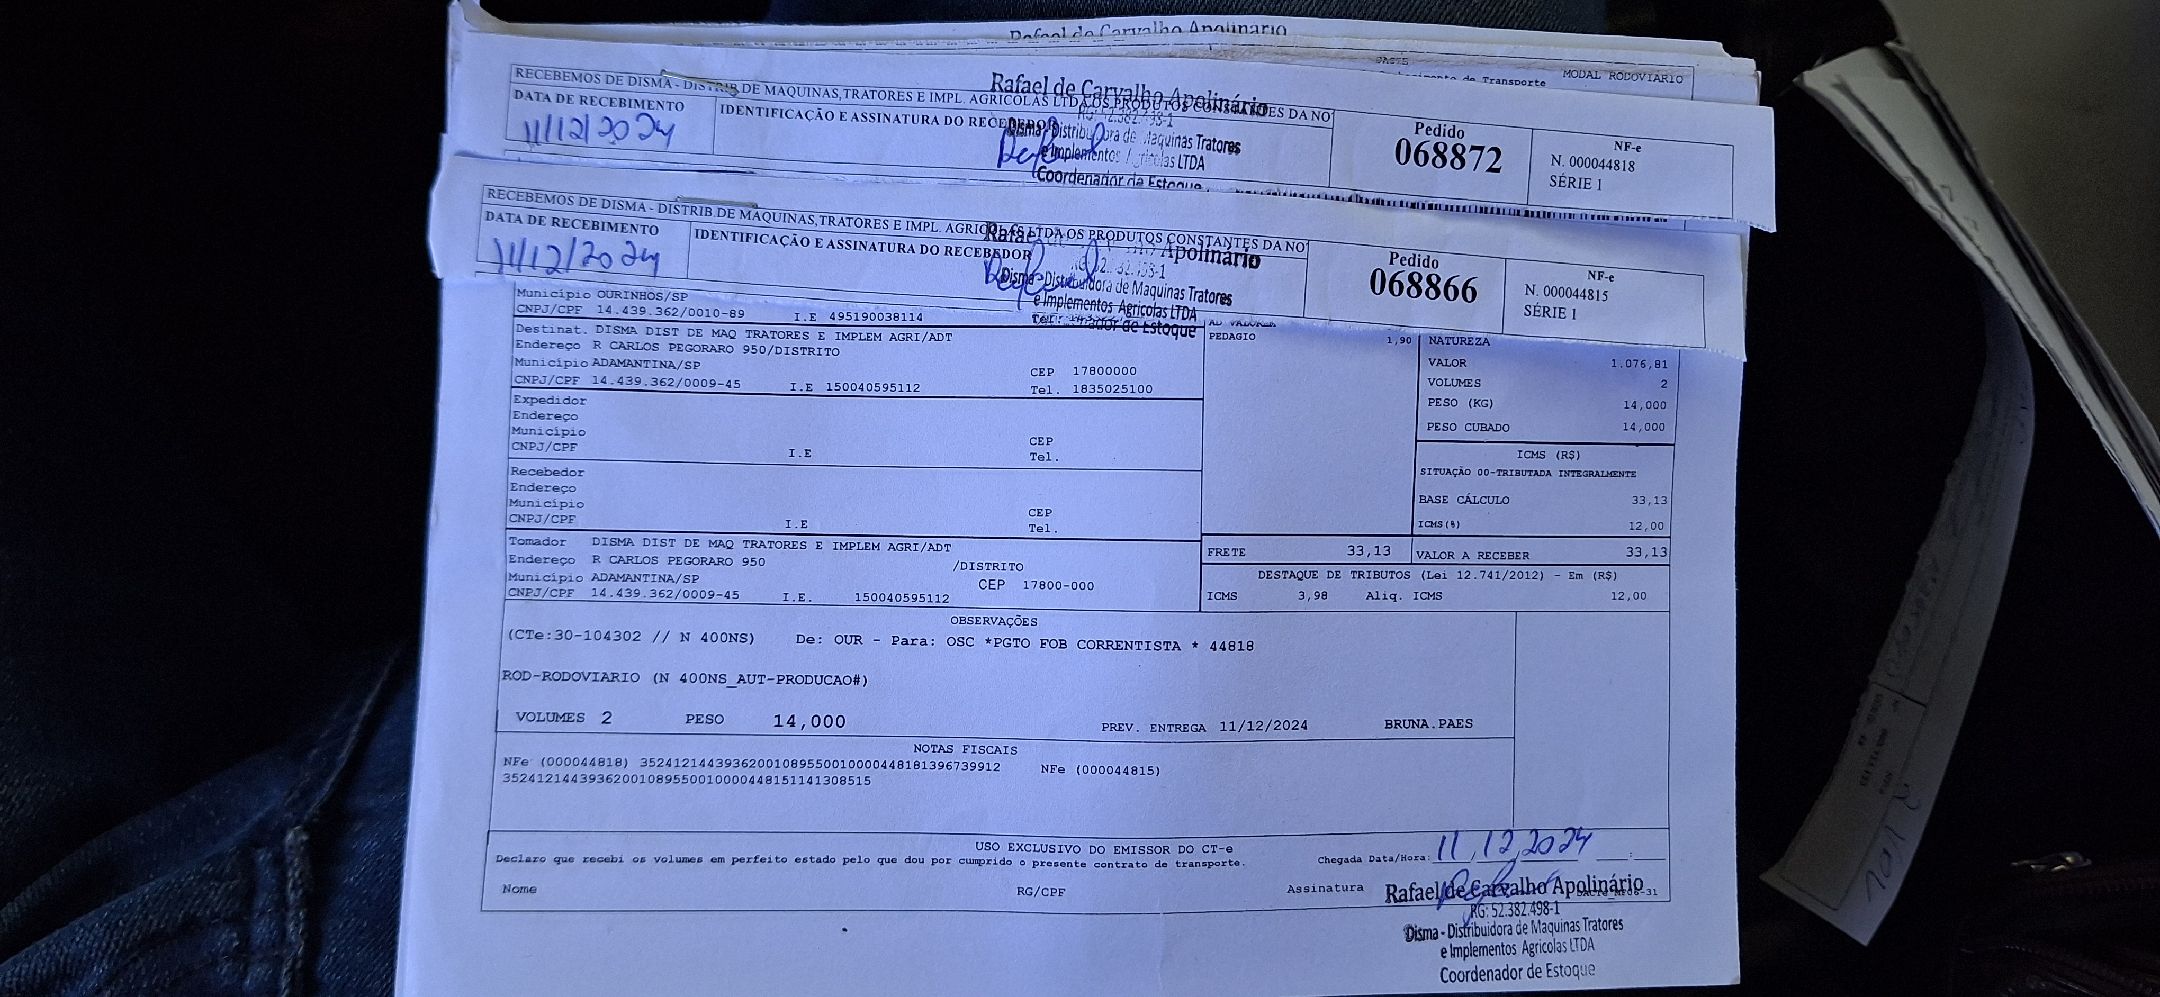 Rafael de Carvalho Apolinário
de Transporte MODAL RODOVIARIO
RECEBEMOS DE DISMA - DISTRIB DE MAQUINAS,TRATORES E IMPL. AGRICOLAS LTDA OS PRODUTOS CONSTANTES DA NO
Rafael de Carvalho Apolinário
DATA DE RECEBIMENTO
11/12/2024
IDENTIFICAÇÃO E ASSINATURA DO RECEBEDOR
Disma - Distribuidora de Maquinas Tratores
e Implementos Agricolas LTDA
Coordenador de Estoque
Pedido
068872
NF-e
N. 000044818
SÉRIE 1
RECEBEMOS DE DISMA - DISTRIB.DE MAQUINAS,TRATORES E IMPL. AGRICOLAS LTDA OS PRODUTOS CONSTANTES DA NO
DATA DE RECEBIMENTO
11/12/2024
IDENTIFICAÇÃO E ASSINATURA DO RECEBEDOR
Rafael Apolinário
Disma - Distribuidora de Maquinas Tratores
e Implementos Agricolas LTDA
Coordenador de Estoque
Pedido
068866
NF-e
N. 000044815
SÉRIE 1
Município OURINHOS/SP
CNPJ/CPF 14.439.362/0010-89 I.E 495190038114
Destinat. DISMA DIST DE MAQ TRATORES E IMPLEM AGRI/ADT
Endereço R CARLOS PEGORARO 950/DISTRITO
Município ADAMANTINA/SP CEP 17800000
CNPJ/CPF 14.439.362/0009-45 I.E 150040595112 Tel. 1835025100
Expedidor
Endereço
Município CEP
CNPJ/CPF I.E Tel.
Recebedor
Endereço
Município CEP
CNPJ/CPF I.E Tel.
Tomador DISMA DIST DE MAQ TRATORES E IMPLEM AGRI/ADT
Endereço R CARLOS PEGORARO 950 /DISTRITO
Município ADAMANTINA/SP CEP 17800-000
CNPJ/CPF 14.439.362/0009-45 I.E. 150040595112
AD VALOREM
PEDAGIO 1,90
NATUREZA
VALOR 1.076,81
VOLUMES 2
PESO (KG) 14,000
PESO CUBADO 14,000
ICMS (R$)
SITUAÇÃO 00-TRIBUTADA INTEGRALMENTE
BASE CÁLCULO 33,13
ICMS(%) 12,00
FRETE 33,13 VALOR A RECEBER 33,13
DESTAQUE DE TRIBUTOS (Lei 12.741/2012) - Em (R$)
ICMS 3,98 Aliq. ICMS 12,00
OBSERVAÇÕES
(CTe:30-104302 // N 400NS) De: OUR - Para: OSC *PGTO FOB CORRENTISTA * 44818
ROD-RODOVIARIO (N 400NS_AUT-PRODUCAO#)
VOLUMES 2 PESO 14,000 PREV. ENTREGA 11/12/2024 BRUNA.PAES
NOTAS FISCAIS
NFe (000044818) 35241214439362001089550010000448181396739912 NFe (000044815)
35241214439362001089550010000448151141308515
USO EXCLUSIVO DO EMISSOR DO CT-e
Declaro que recebi os volumes em perfeito estado pelo que dou por cumprido o presente contrato de transporte.
Chegada Data/Hora: 11,12,2024 __:__
Nome RG/CPF Assinatura
Rafael de Carvalho Apolinário
RG: 52.382.498-1
Disma - Distribuidora de Maquinas Tratores
e Implementos Agricolas LTDA
Coordenador de Estoque